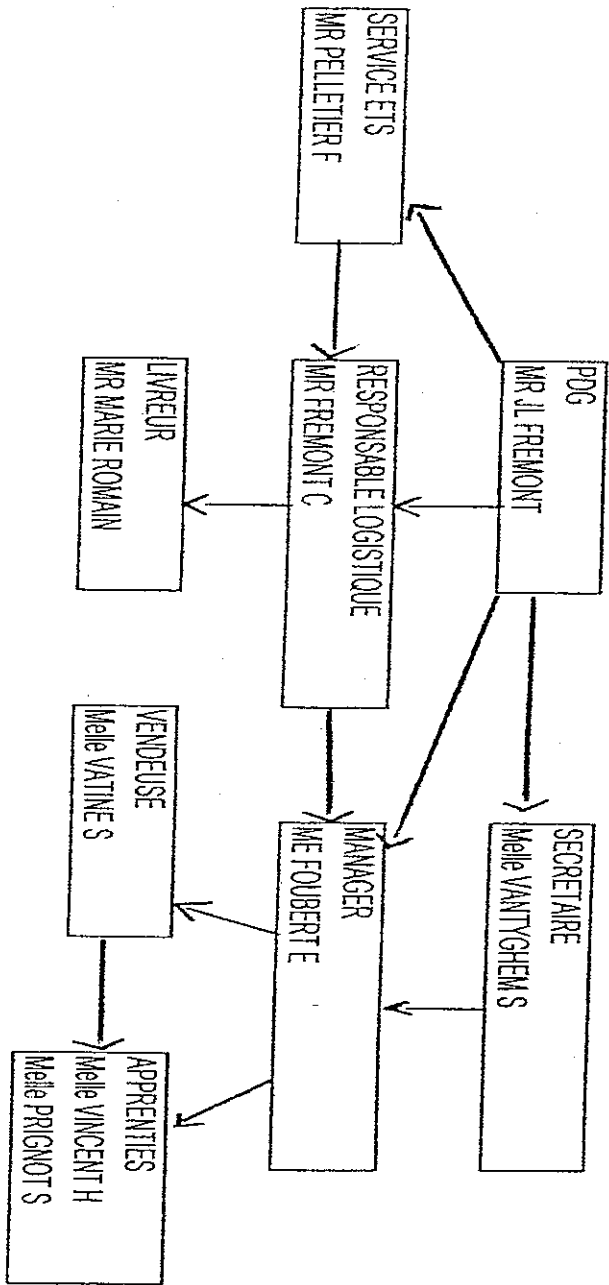 PDG
MR JL FREMONT
SECRETAIRE
Melle VANTYGHEM S
SERVICE ETS
MR PELLETIER F
RESPONSABLE LOGISTIQUE
MR FREMONT C
MANAGER
ME FOUBERT E
LIVREUR
MR MARIE ROMAIN
VENDEUSE
Melle VATINE S
APPRENTIES
Melle VINCENT H
Melle PRIGNOT S